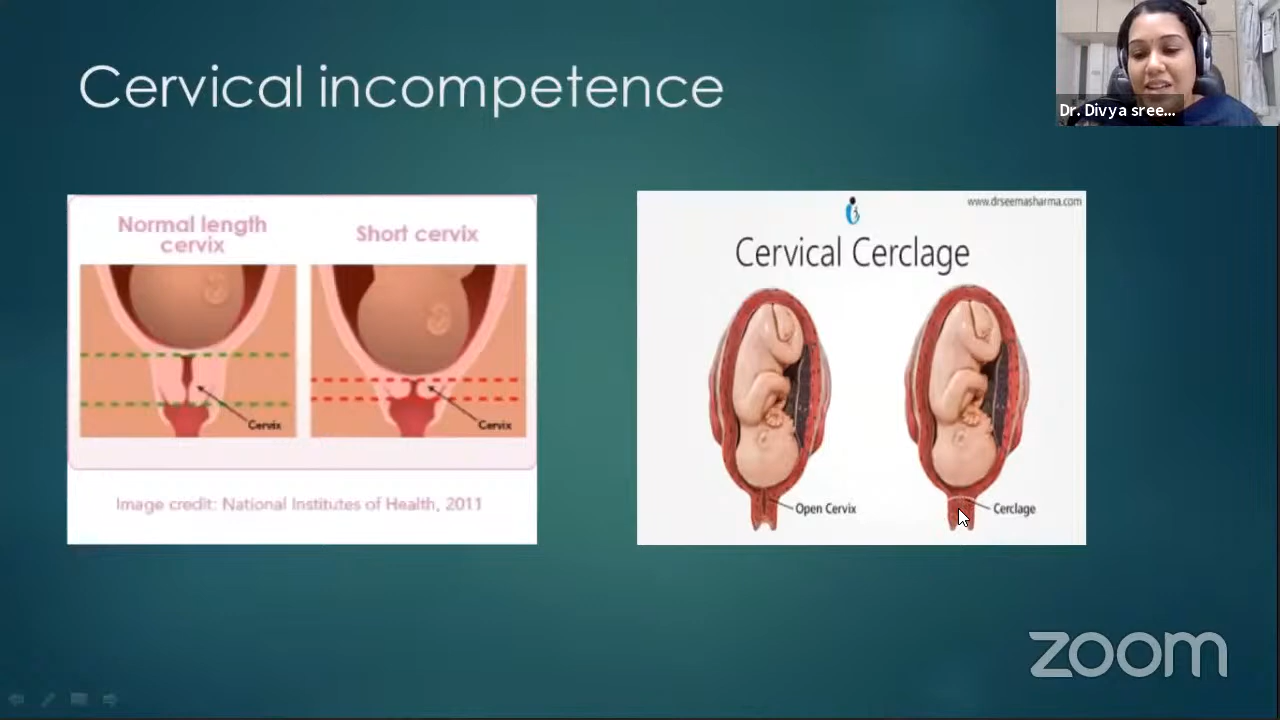 Cervical incompetence
Dr. Divya sree...
Normal length
cervix
Short cervix
Cervix
Cervix
Image credit: National Institutes of Health, 2011
www.drseemasharma.com
Cervical Cerclage
Open Cervix
Cerclage
zoom